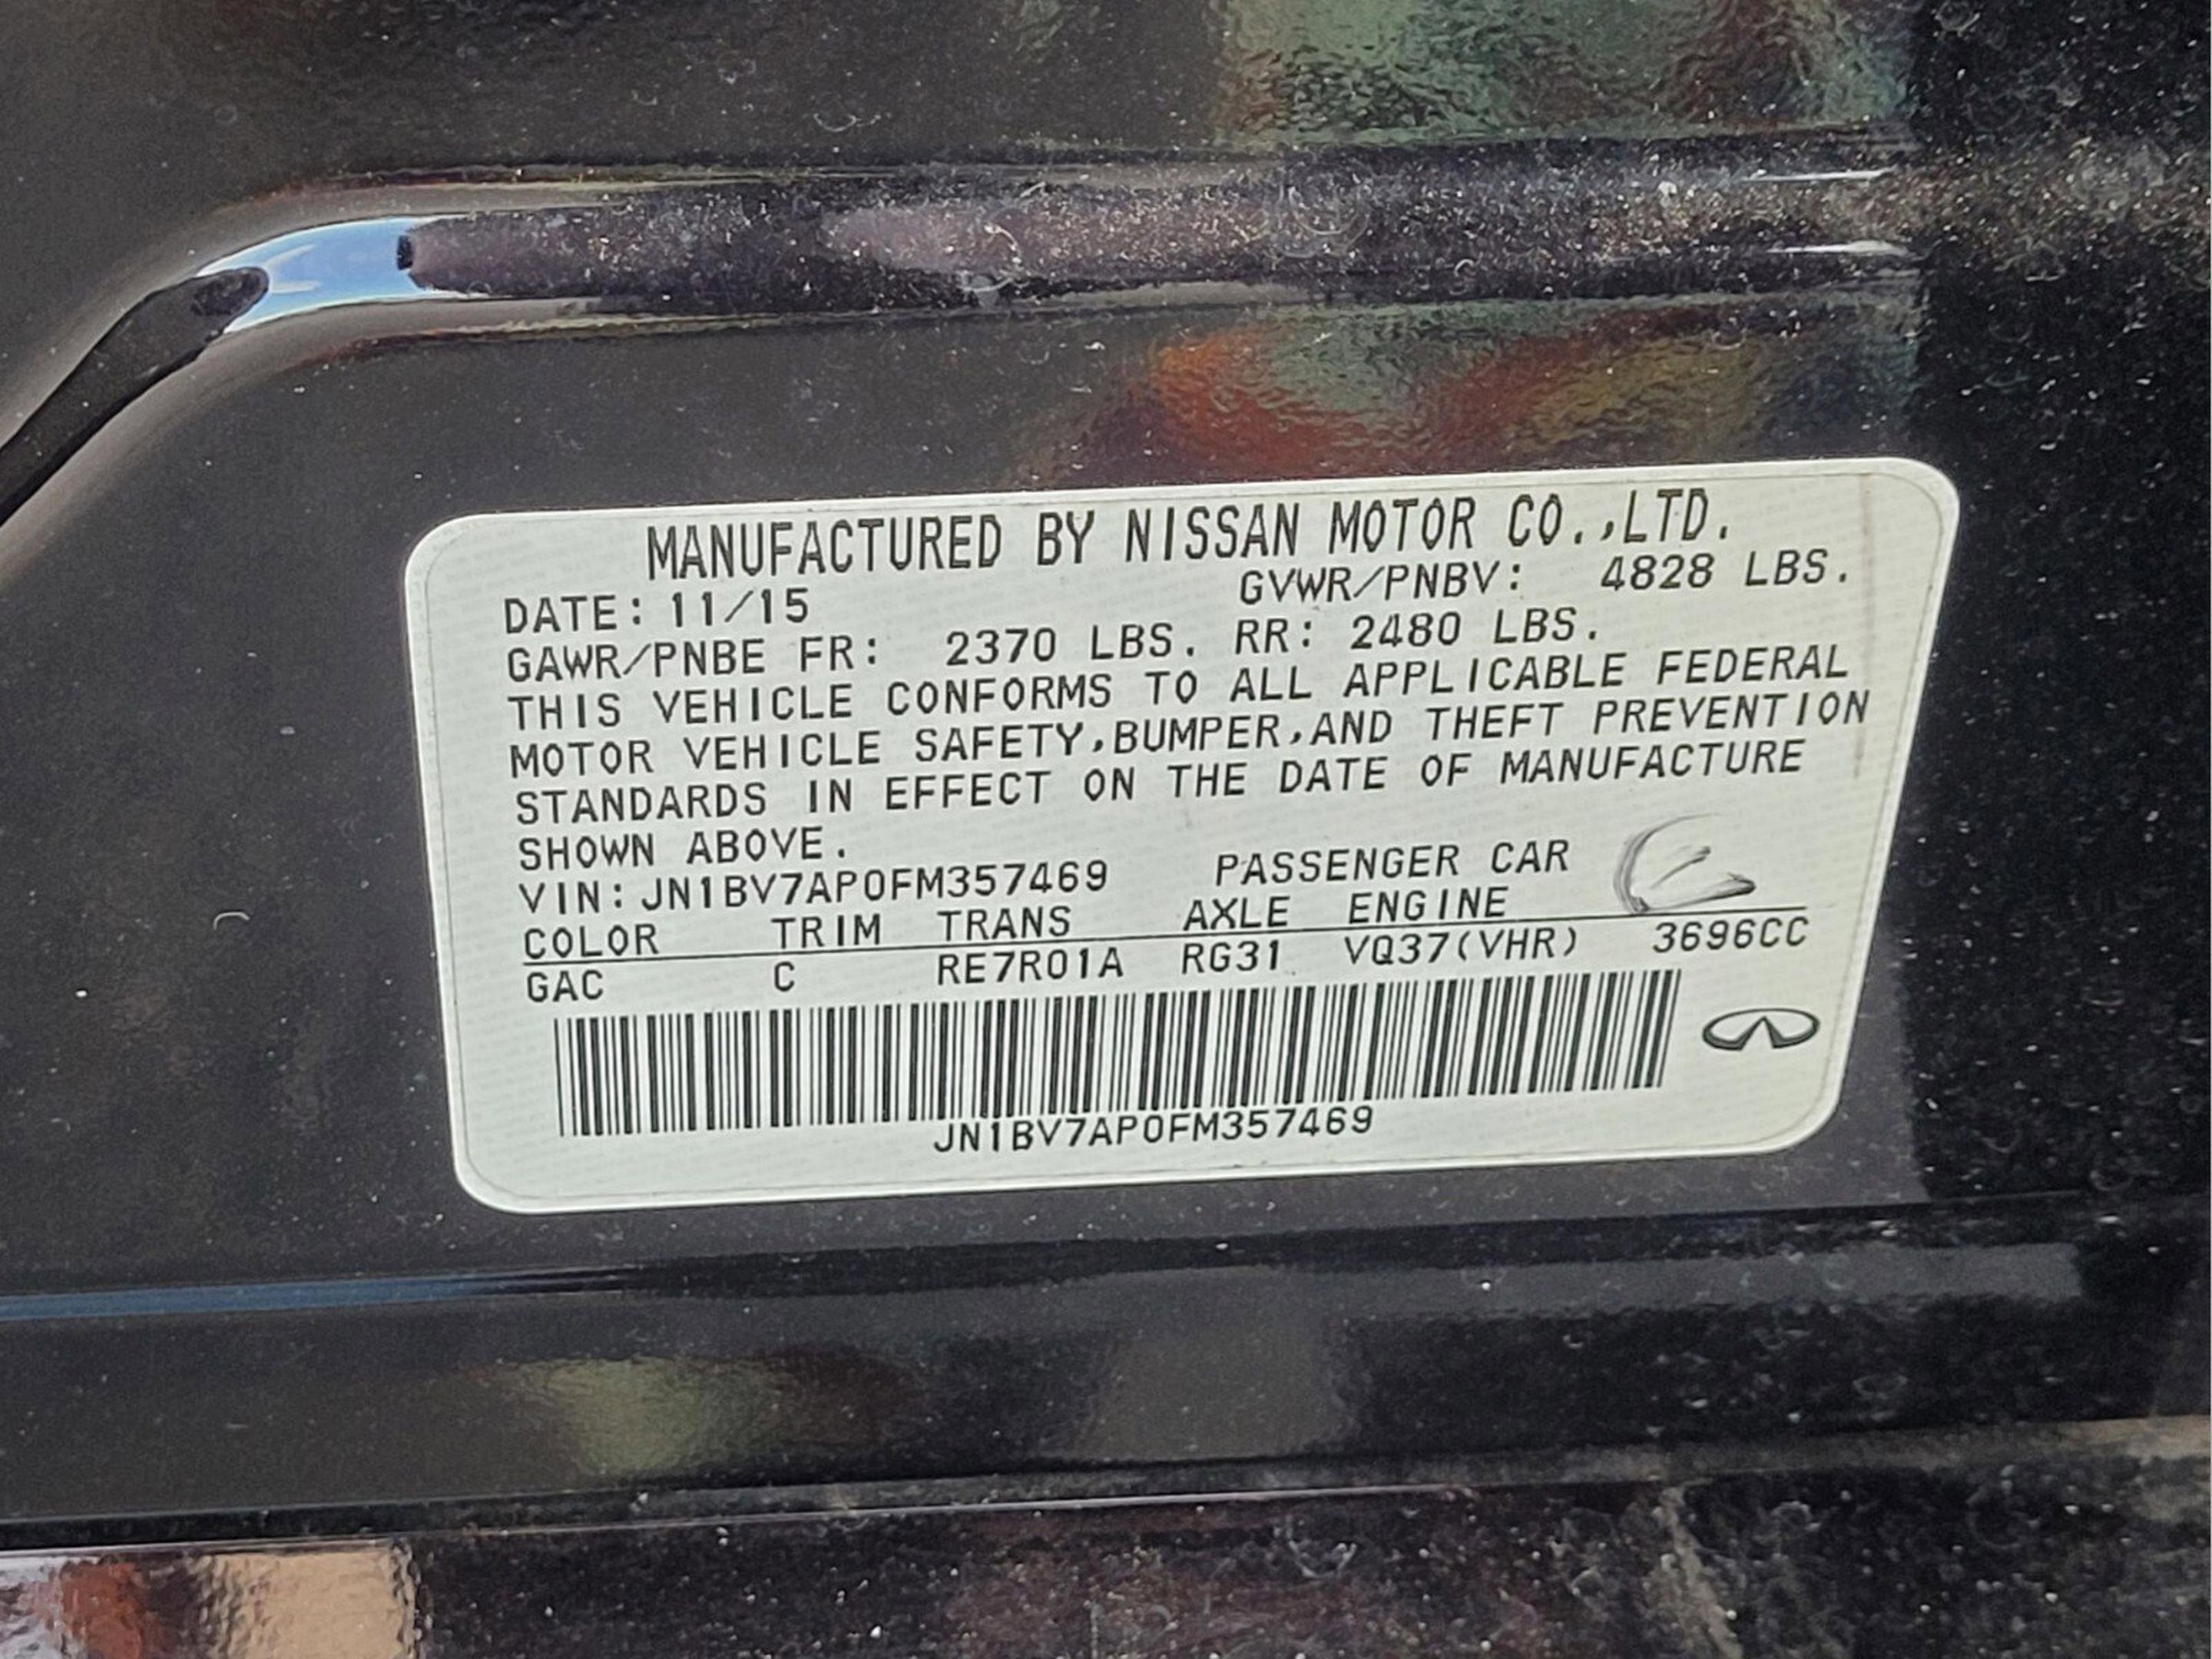 MANUFACTURED BY NISSAN MOTOR CO.,LTD.
DATE: 11/15 GVWR/PNBV: 4828 LBS.
GAWR/PNBE FR: 2370 LBS. RR: 2480 LBS.
THIS VEHICLE CONFORMS TO ALL APPLICABLE FEDERAL
MOTOR VEHICLE SAFETY,BUMPER,AND THEFT PREVENTION
STANDARDS IN EFFECT ON THE DATE OF MANUFACTURE
SHOWN ABOVE.
VIN:JN1BV7AP0FM357469 PASSENGER CAR
COLOR TRIM TRANS AXLE ENGINE
GAC C RE7R01A RG31 VQ37(VHR) 3696CC
JN1BV7AP0FM357469